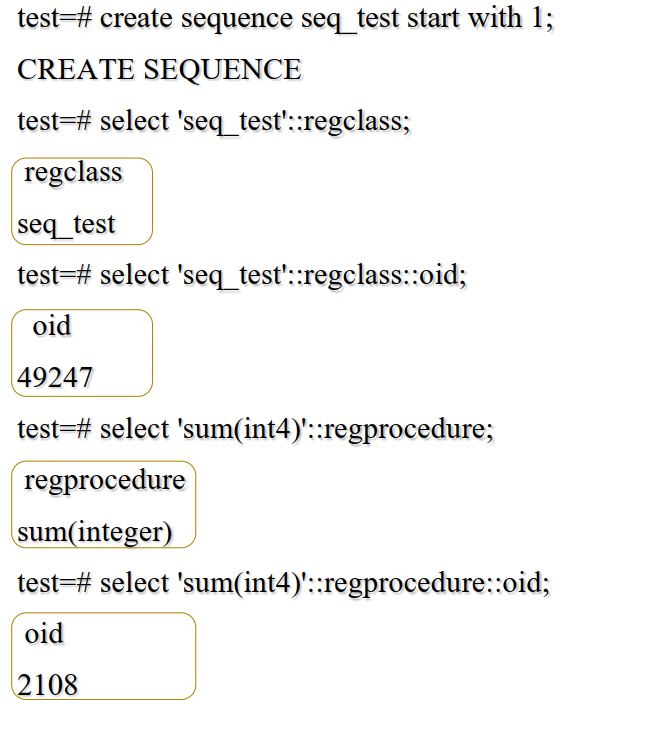 test=# create sequence seq_test start with 1;
CREATE SEQUENCE
test=# select 'seq_test'::regclass;
regclass
seq_test
test=# select 'seq_test'::regclass::oid;
oid
49247
test=# select 'sum(int4)'::regprocedure;
regprocedure
sum(integer)
test=# select 'sum(int4)'::regprocedure::oid;
oid
2108